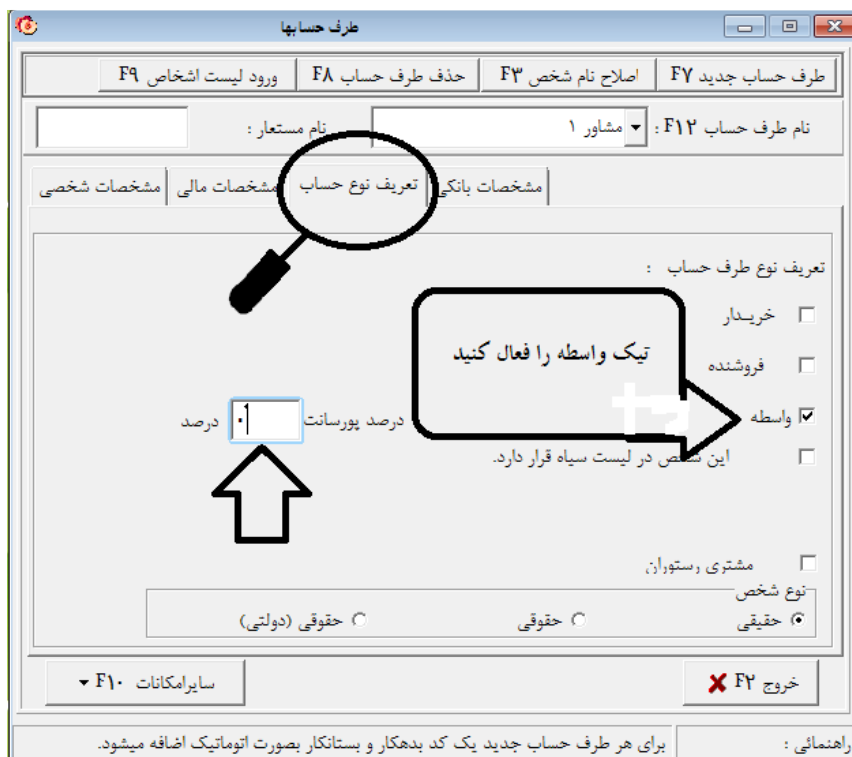 طرف حسابها
طرف حساب جدید F۷ اصلاح نام شخص F۳ حذف طرف حساب F۸ ورود لیست اشخاص F۹
نام طرف حساب F۱۲ : مشاور ۱ نام مستعار :
مشخصات بانکی تعریف نوع حساب مشخصات مالی مشخصات شخصی
تعریف نوع طرف حساب :
خریـدار
تیک واسطه را فعال کنید
فروشنده
واسطه درصد پورسانت ۰ درصد
این شخص در لیست سیاه قرار دارد.
مشتری رستوران
نوع شخص
حقیقی حقوقی حقوقی (دولتی)
خروج F۲ سایرامکانات F۱۰
راهنمائی : برای هر طرف حساب جدید یک کد بدهکار و بستانکار بصورت اتوماتیک اضافه میشود.